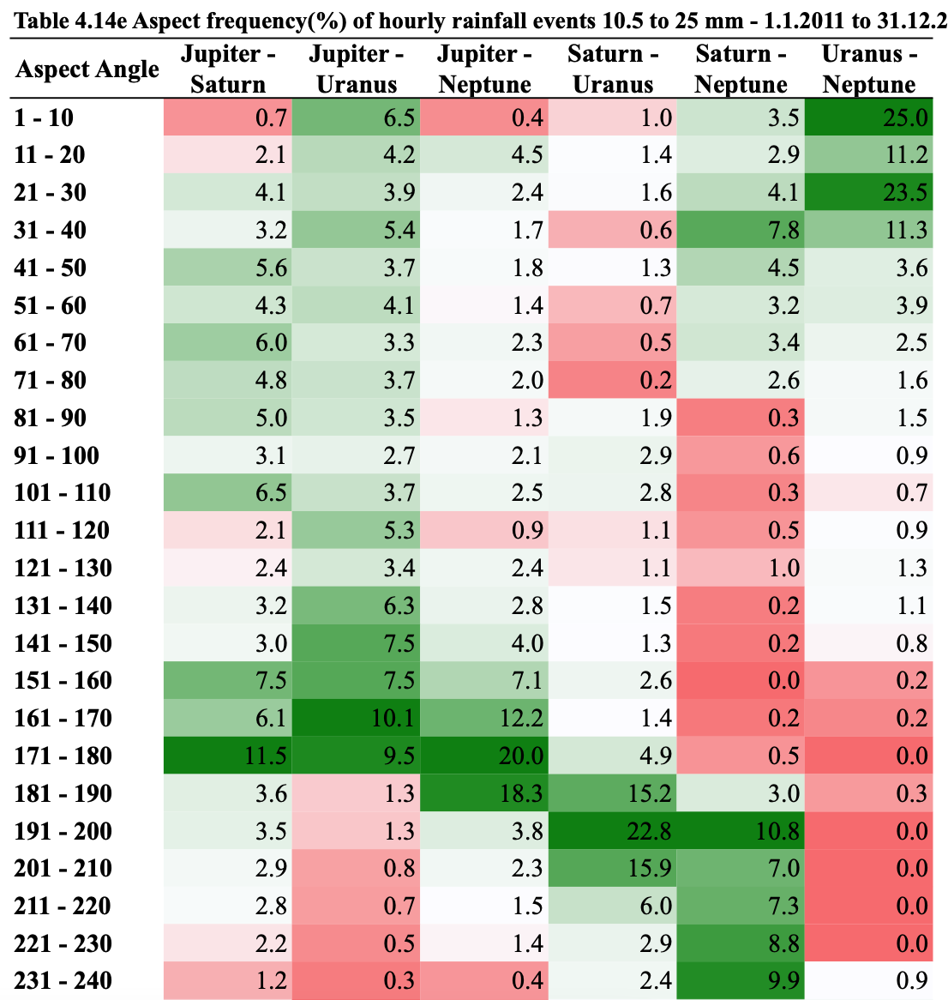 Table 4.14e Aspect frequency(%) of hourly rainfall events 10.5 to 25 mm - 1.1.2011 to 31.12.2
Aspect Angle Jupiter - Saturn Jupiter - Uranus Jupiter - Neptune Saturn - Uranus Saturn - Neptune Uranus - Neptune
1 - 10 0.7 6.5 0.4 1.0 3.5 25.0
11 - 20 2.1 4.2 4.5 1.4 2.9 11.2
21 - 30 4.1 3.9 2.4 1.6 4.1 23.5
31 - 40 3.2 5.4 1.7 0.6 7.8 11.3
41 - 50 5.6 3.7 1.8 1.3 4.5 3.6
51 - 60 4.3 4.1 1.4 0.7 3.2 3.9
61 - 70 6.0 3.3 2.3 0.5 3.4 2.5
71 - 80 4.8 3.7 2.0 0.2 2.6 1.6
81 - 90 5.0 3.5 1.3 1.9 0.3 1.5
91 - 100 3.1 2.7 2.1 2.9 0.6 0.9
101 - 110 6.5 3.7 2.5 2.8 0.3 0.7
111 - 120 2.1 5.3 0.9 1.1 0.5 0.9
121 - 130 2.4 3.4 2.4 1.1 1.0 1.3
131 - 140 3.2 6.3 2.8 1.5 0.2 1.1
141 - 150 3.0 7.5 4.0 1.3 0.2 0.8
151 - 160 7.5 7.5 7.1 2.6 0.0 0.2
161 - 170 6.1 10.1 12.2 1.4 0.2 0.2
171 - 180 11.5 9.5 20.0 4.9 0.5 0.0
181 - 190 3.6 1.3 18.3 15.2 3.0 0.3
191 - 200 3.5 1.3 3.8 22.8 10.8 0.0
201 - 210 2.9 0.8 2.3 15.9 7.0 0.0
211 - 220 2.8 0.7 1.5 6.0 7.3 0.0
221 - 230 2.2 0.5 1.4 2.9 8.8 0.0
231 - 240 1.2 0.3 0.4 2.4 9.9 0.9